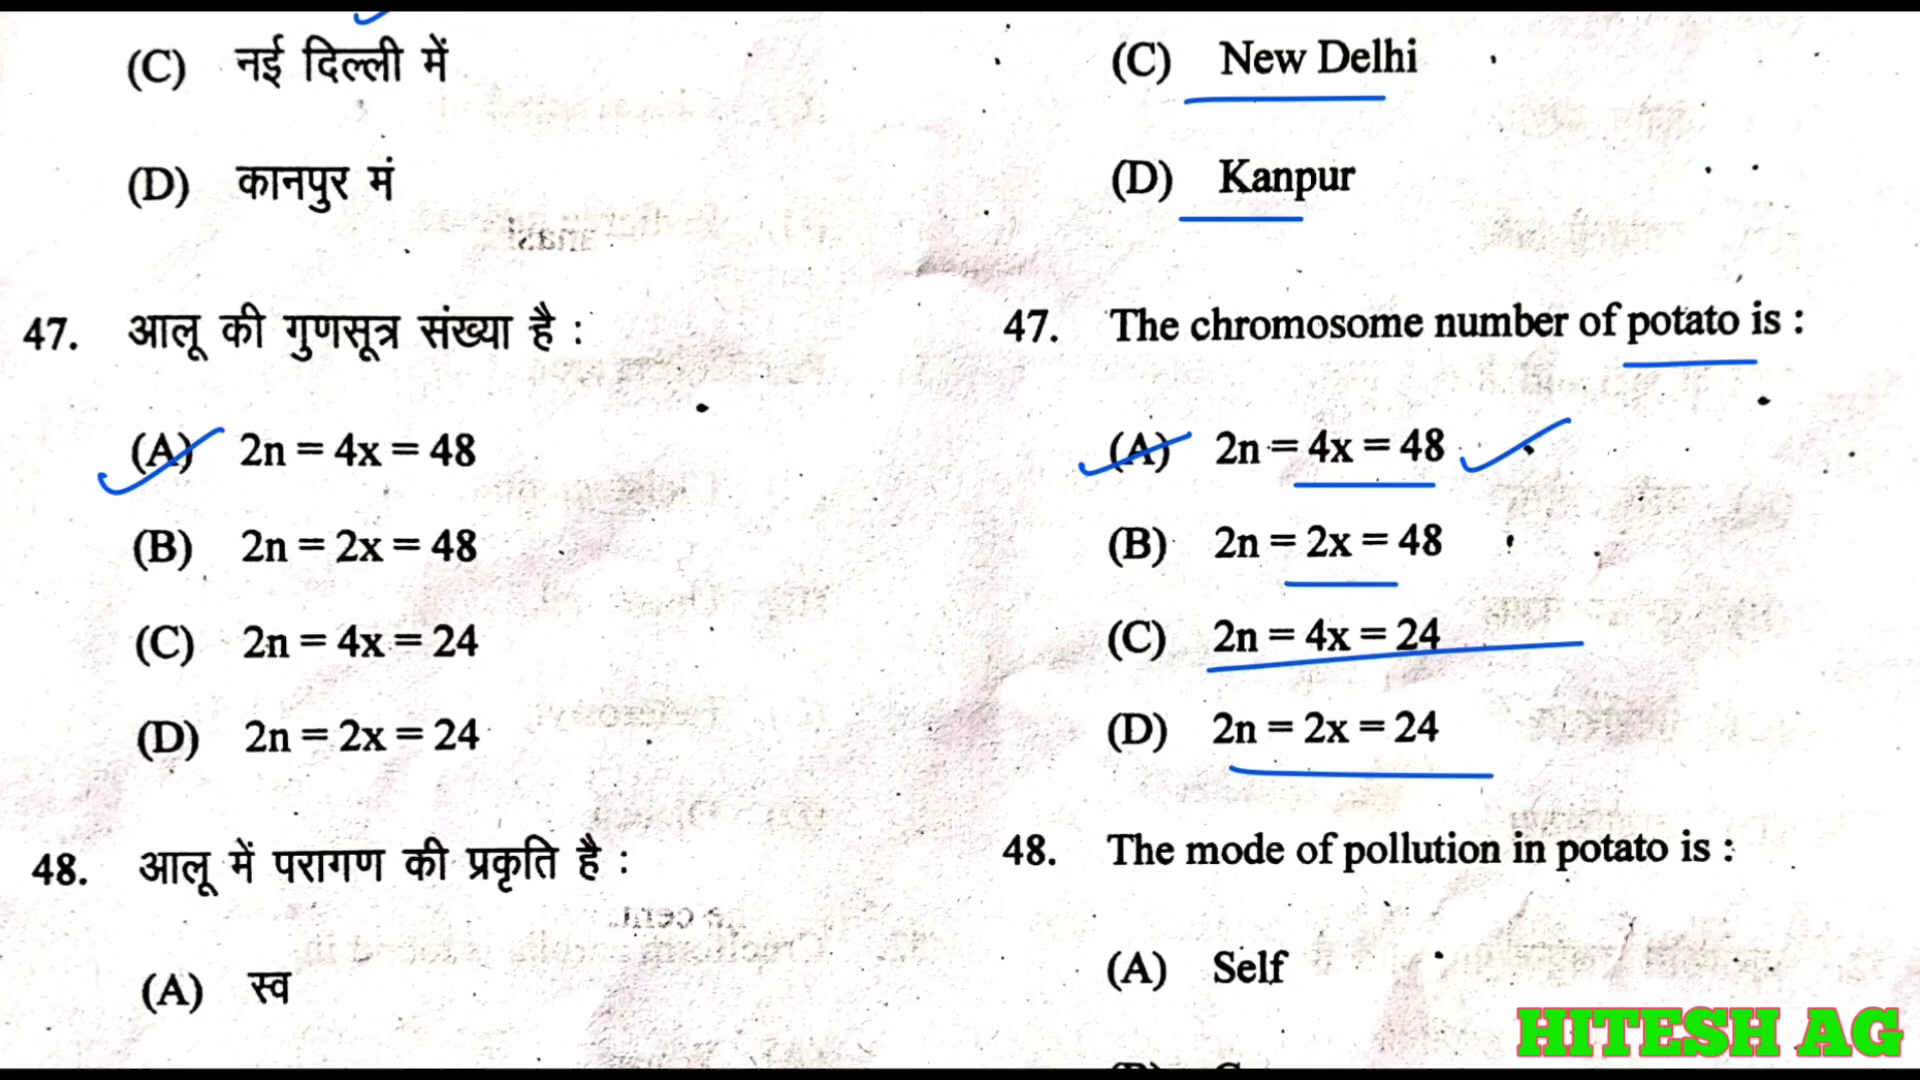 (C) नई दिल्ली में
(D) कानपुर मं
47. आलू की गुणसूत्र संख्या है :
(A) 2n = 4x = 48
(B) 2n = 2x = 48
(C) 2n = 4x = 24
(D) 2n = 2x = 24
48. आलू में परागण की प्रकृति है :
(A) स्व
(C) New Delhi
(D) Kanpur
47. The chromosome number of potato is :
(A) 2n = 4x = 48
(B) 2n = 2x = 48
(C) 2n = 4x = 24
(D) 2n = 2x = 24
48. The mode of pollution in potato is :
(A) Self
HITESH AG